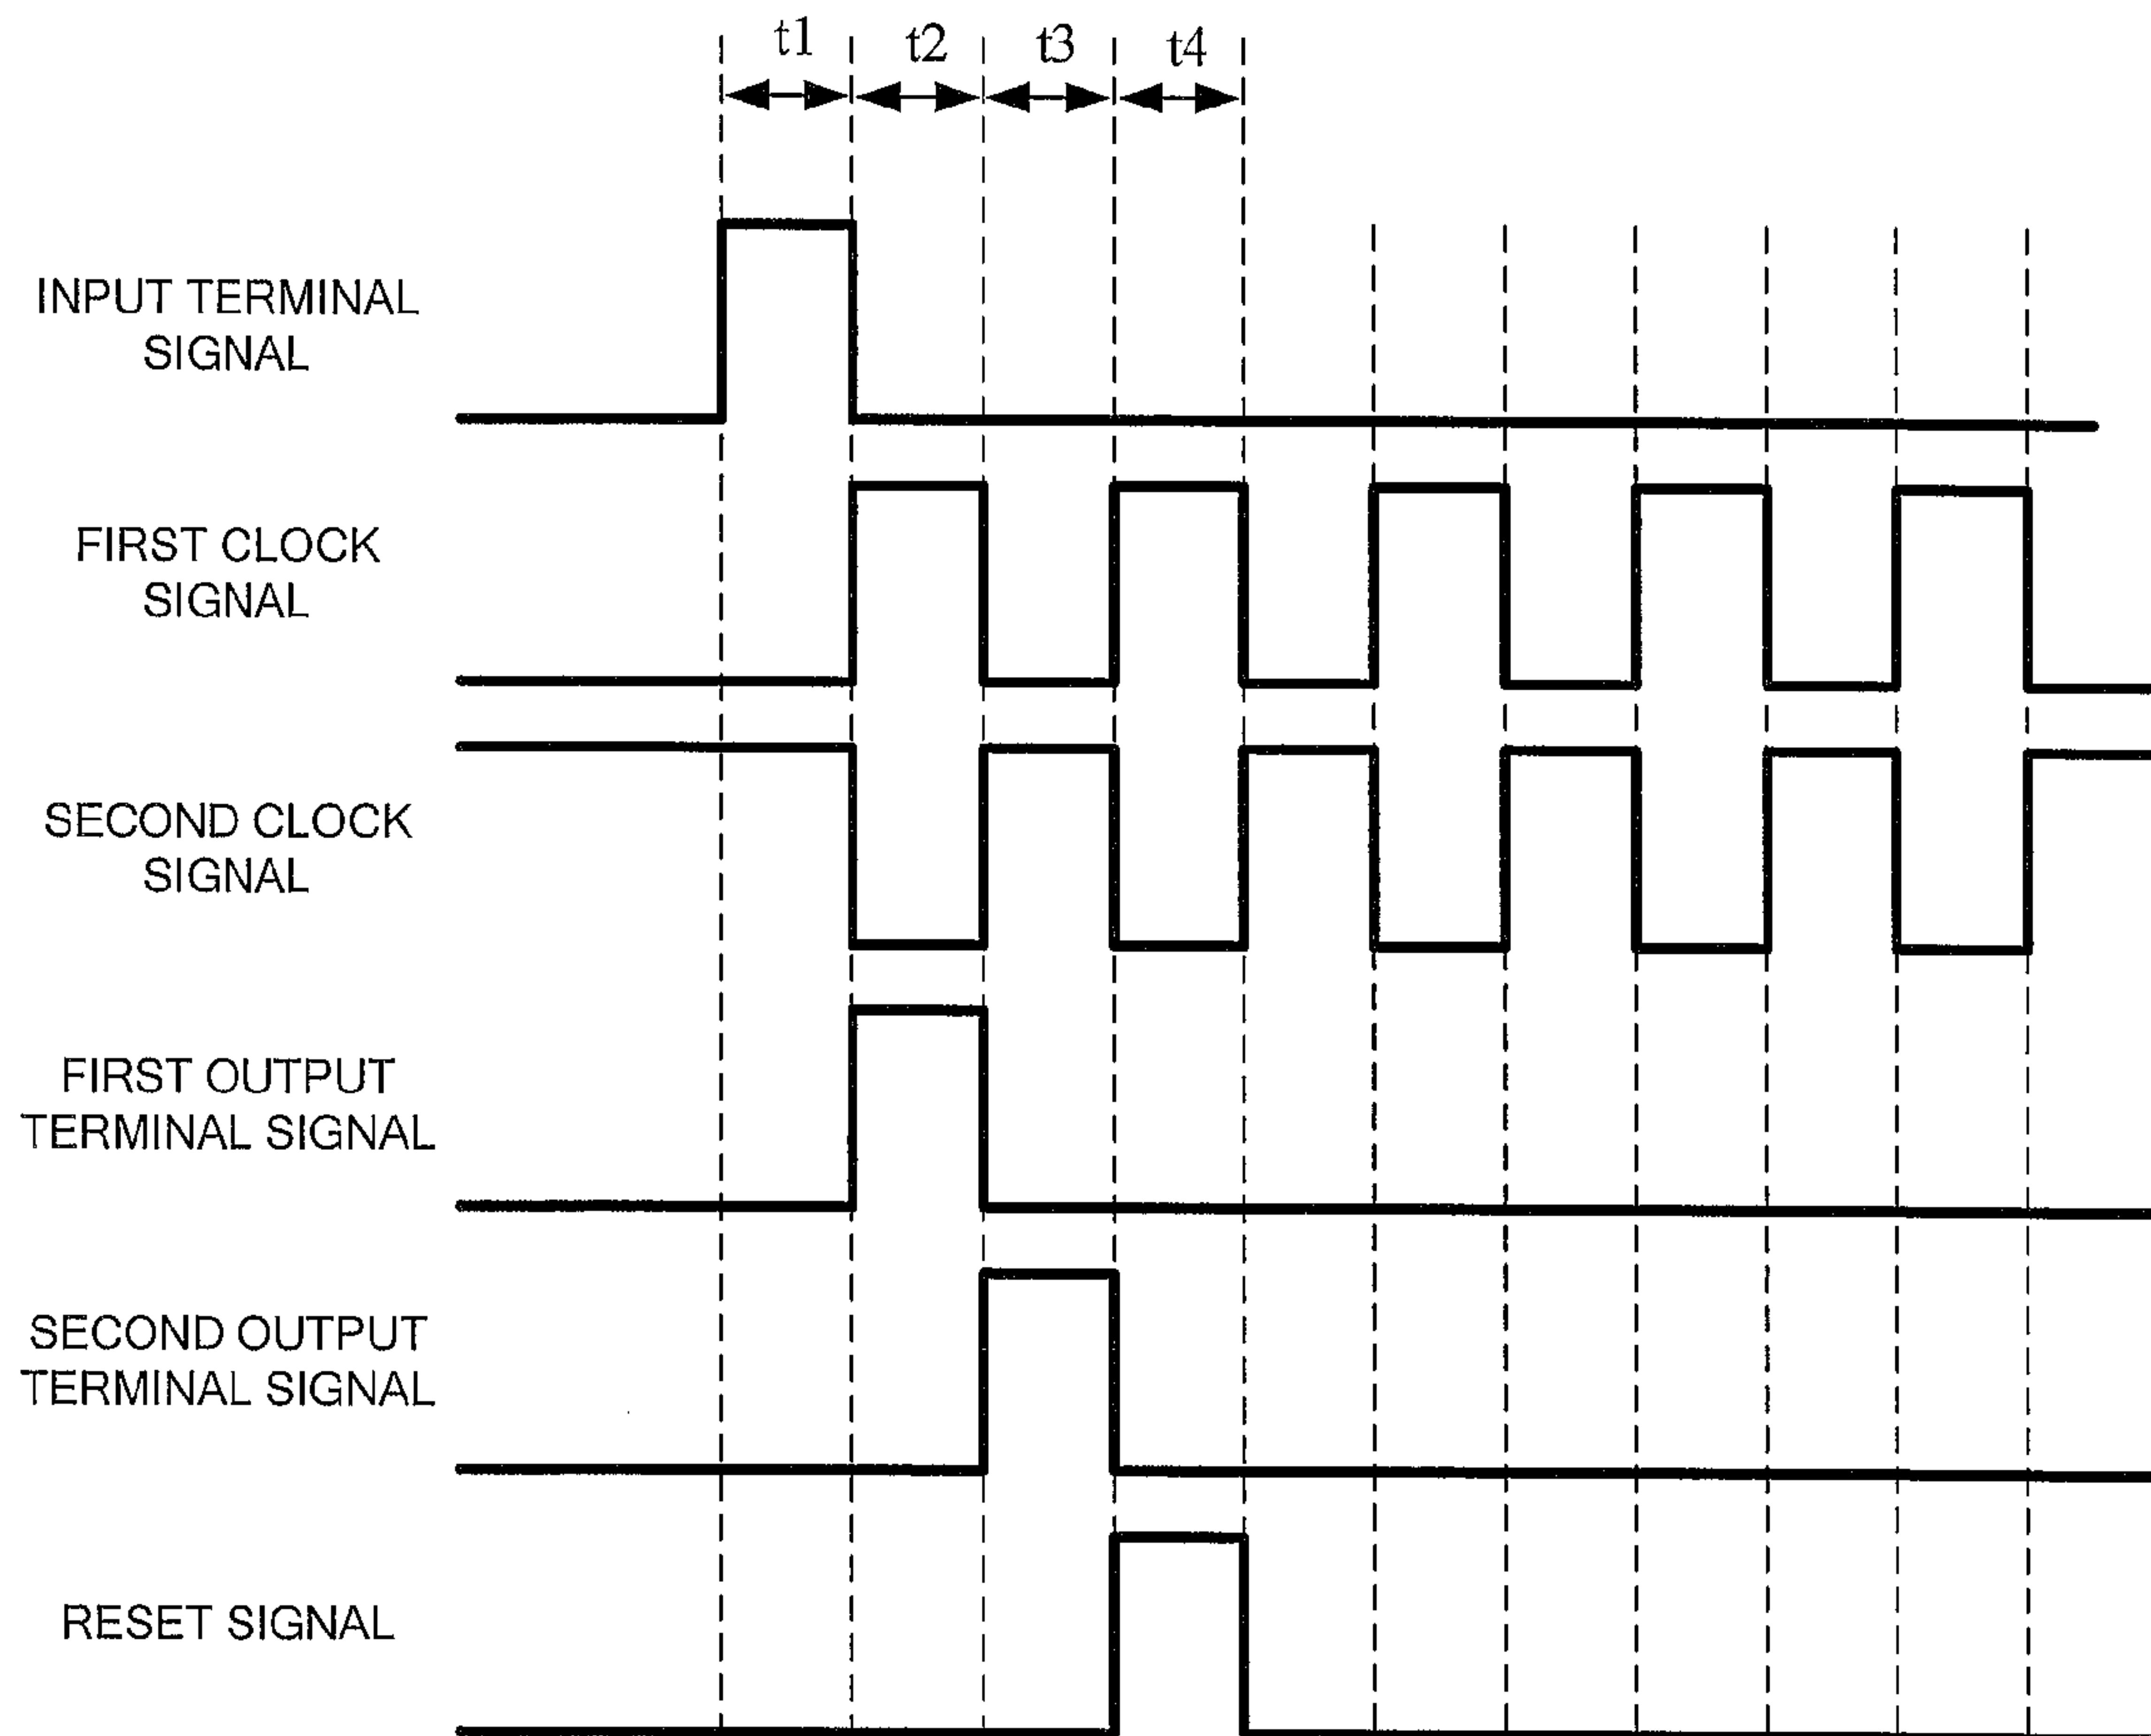 t1 t2 t3 t4
INPUT TERMINAL
SIGNAL
FIRST CLOCK
SIGNAL
SECOND CLOCK
SIGNAL
FIRST OUTPUT
TERMINAL SIGNAL
SECOND OUTPUT
TERMINAL SIGNAL
RESET SIGNAL